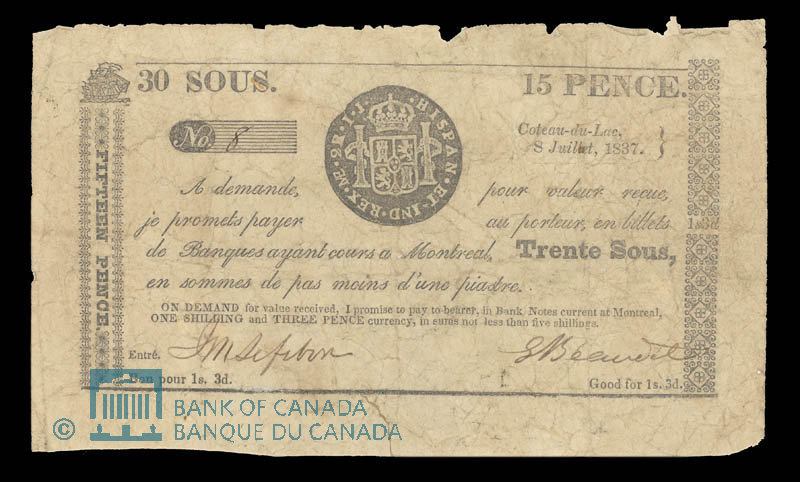 30 SOUS. 15 PENCE.
No. 8
HISPAN. ET IND. REX.
Coteau-du-Lac,
8 Juillet, 1837. }
FIFTEEN PENCE.
A demande, pour valeur recue,
je promets payer au porteur, en billets 1s3d
de Banques ayant cours a Montreal, Trente Sous,
en sommes de pas moins d'une piastre.
ON DEMAND for value received, I promise to pay to bearer, in Bank Notes current at Montreal,
ONE SHILLING and THREE PENCE currency, in sums not less than five shillings.
Entré.
Bon pour 1s. 3d. Good for 1s. 3d.
© BANK OF CANADA
BANQUE DU CANADA